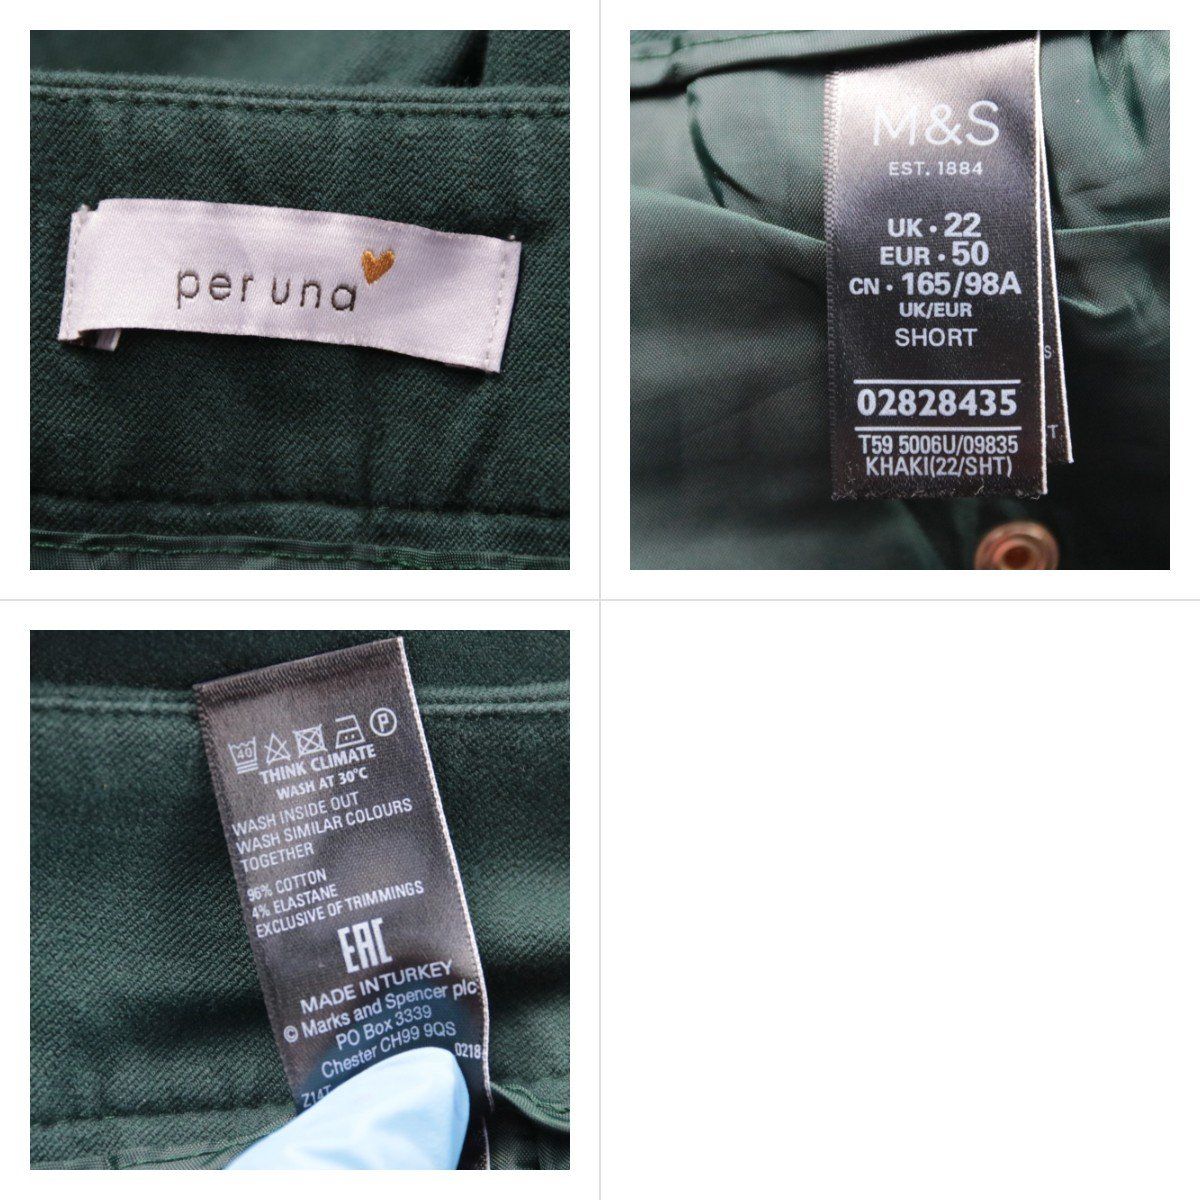 per una
M&S
EST. 1884
UK · 22
EUR · 50
CN · 165/98A
UK/EUR
SHORT
02828435
T59 5006U/09835
KHAKI(22/SHT)
S
T
40
P
THINK CLIMATE
WASH AT 30°C
WASH INSIDE OUT
WASH SIMILAR COLOURS
TOGETHER
96% COTTON
4% ELASTANE
EXCLUSIVE OF TRIMMINGS
EAC
MADE IN TURKEY
© Marks and Spencer plc
PO Box 3339
Chester CH99 9QS
0218